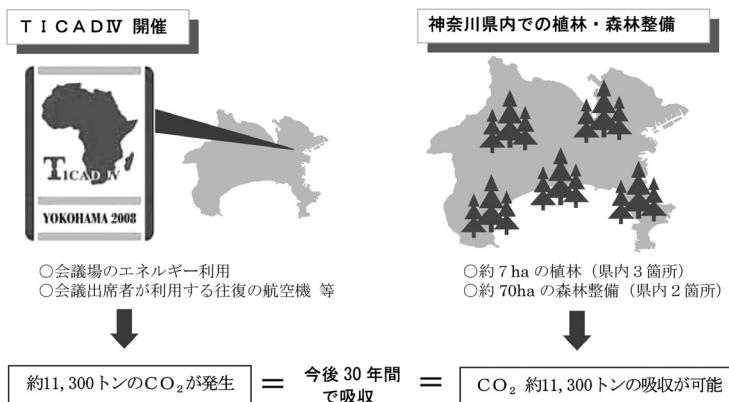 ＴＩＣＡＤⅣ 開催
TICAD IV
YOKOHAMA 2008
○会議場のエネルギー利用
○会議出席者が利用する往復の航空機 等
約11,300トンのＣＯ₂が発生
＝
今後 30 年間
で吸収
＝
神奈川県内での植林・森林整備
○約７ha の植林（県内３箇所）
○約 70ha の森林整備（県内２箇所）
ＣＯ₂ 約11,300トンの吸収が可能